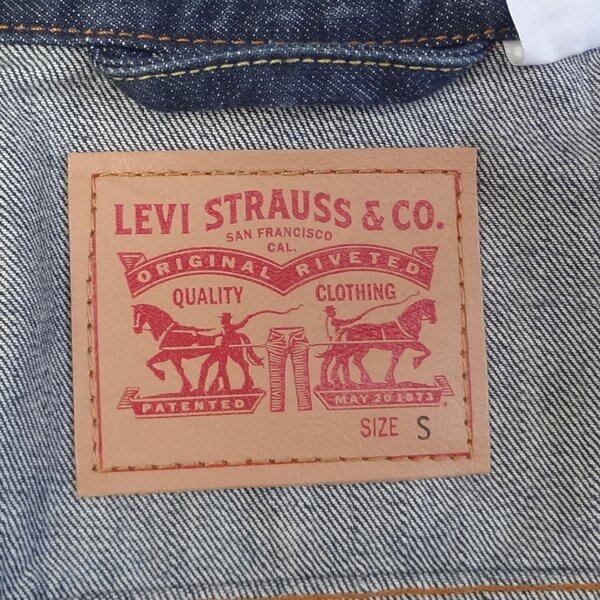 LEVI STRAUSS & CO.
SAN FRANCISCO
CAL.
ORIGINAL RIVETED
QUALITY CLOTHING
PATENTED MAY 20 1873
SIZE S